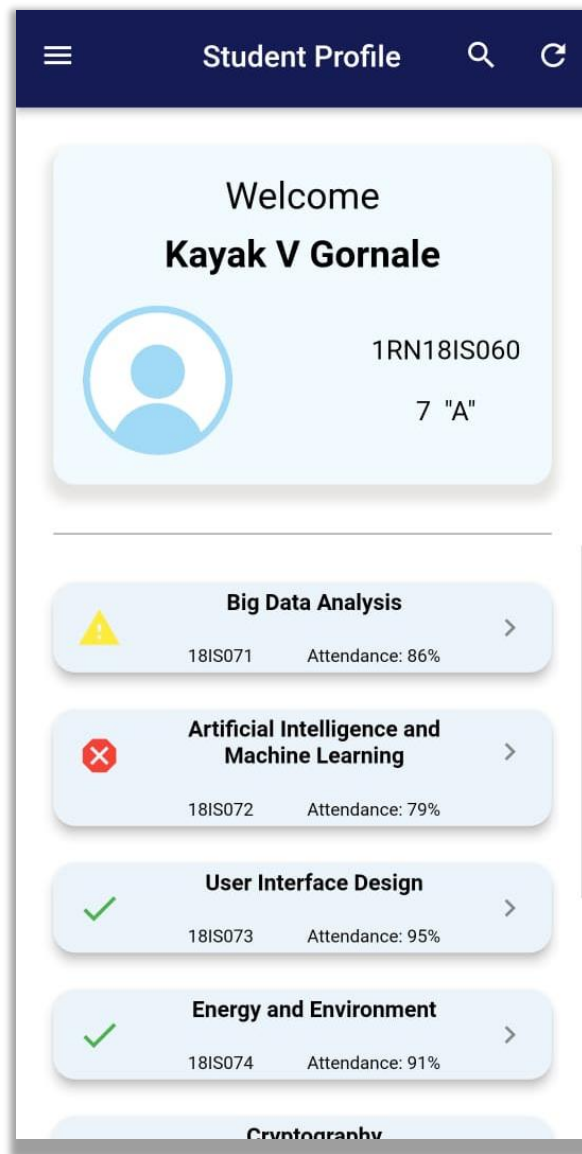 Student Profile
Welcome
Kayak V Gornale
1RN18IS060
7 "A"
Big Data Analysis
18IS071 Attendance: 86%
Artificial Intelligence and
Machine Learning
18IS072 Attendance: 79%
User Interface Design
18IS073 Attendance: 95%
Energy and Environment
18IS074 Attendance: 91%
Cryptography